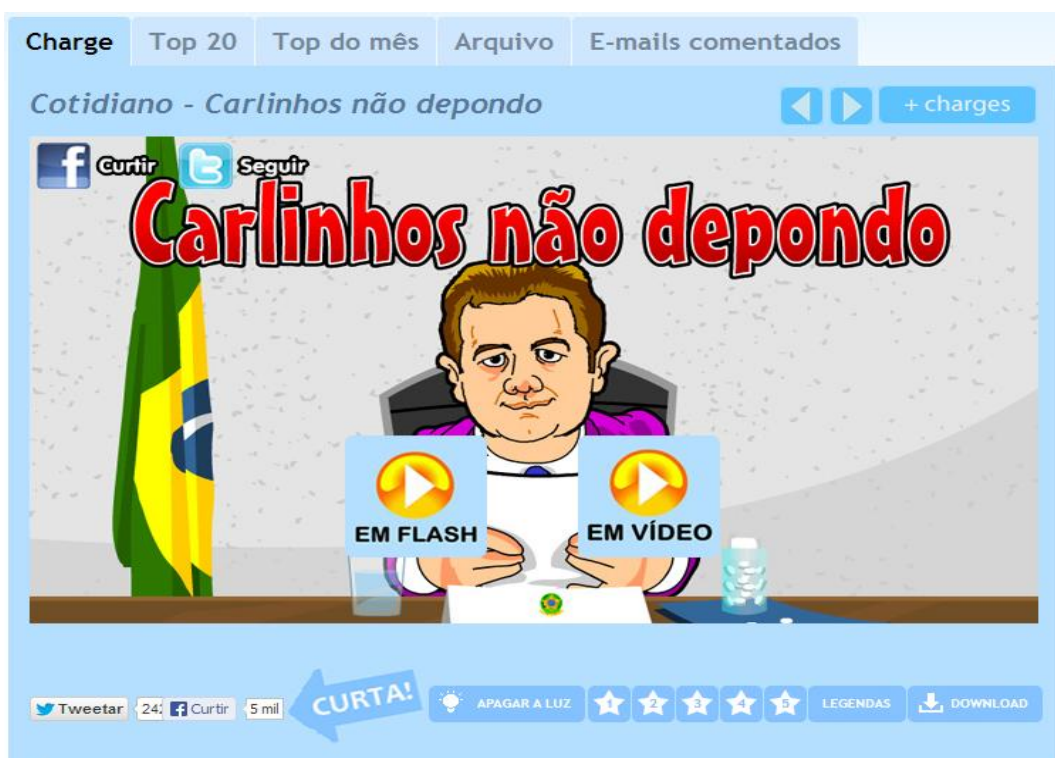 Charge Top 20 Top do mês Arquivo E-mails comentados
Cotidiano - Carlinhos não depondo + charges
f Curtir t Seguir
Carlinhos não depondo
EM FLASH EM VÍDEO
Tweetar 24 f Curtir 5 mil CURTA! APAGAR A LUZ 1 2 3 4 5 LEGENDAS DOWNLOAD